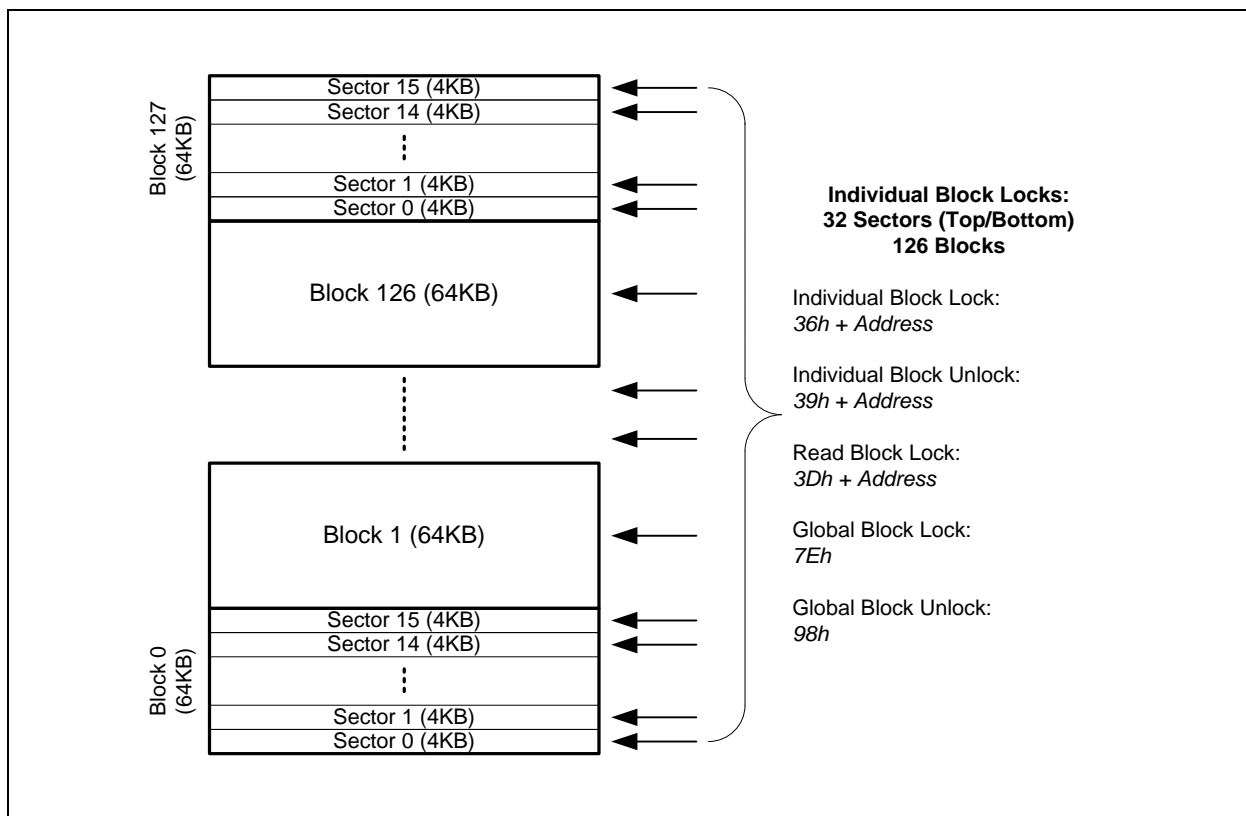 Block 127
(64KB)
Sector 15 (4KB)
Sector 14 (4KB)
Sector 1 (4KB)
Sector 0 (4KB)
Block 126 (64KB)
Block 1 (64KB)
Block 0
(64KB)
Sector 15 (4KB)
Sector 14 (4KB)
Sector 1 (4KB)
Sector 0 (4KB)
Individual Block Locks:
32 Sectors (Top/Bottom)
126 Blocks
Individual Block Lock:
36h + Address
Individual Block Unlock:
39h + Address
Read Block Lock:
3Dh + Address
Global Block Lock:
7Eh
Global Block Unlock:
98h